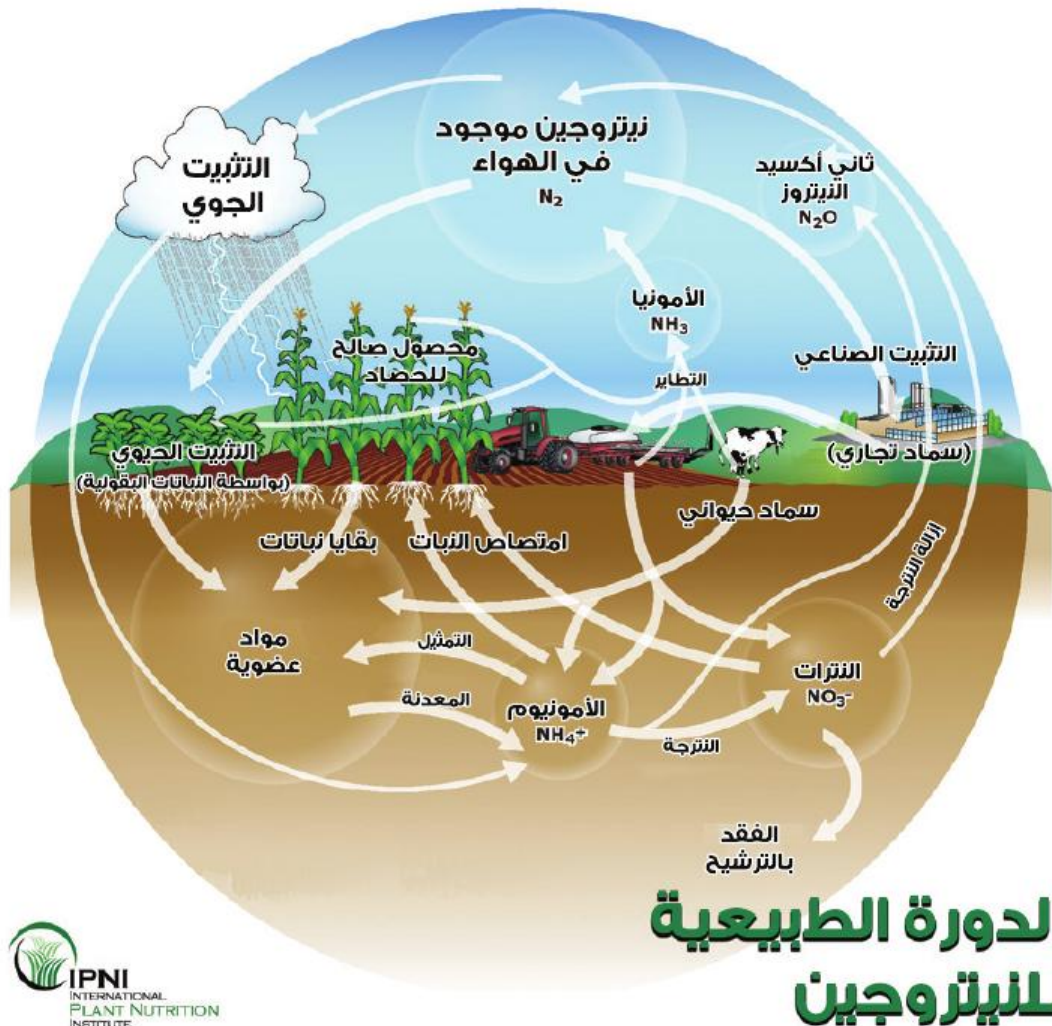 نيتروجين موجود
في الهواء
N₂
التثبيت
الجوي
ثاني أكسيد
النيتروز
N₂O
الأمونيا
NH₃
التطاير
محصول صالح
للحصاد
التثبيت الصناعي
(سماد تجاري)
التثبيت الحيوي
(بواسطة النباتات البقولية)
سماد حيواني
امتصاص النبات
بقايا نباتات
إزالة النترجة
مواد
عضوية
التمثيل
المعدنة
الأمونيوم
NH₄⁺
النترجة
النترات
NO₃⁻
الفقد
بالترشيح
لدورة الطبيعية
لنيتروجين
IPNI
INTERNATIONAL
PLANT NUTRITION
INSTITUTE